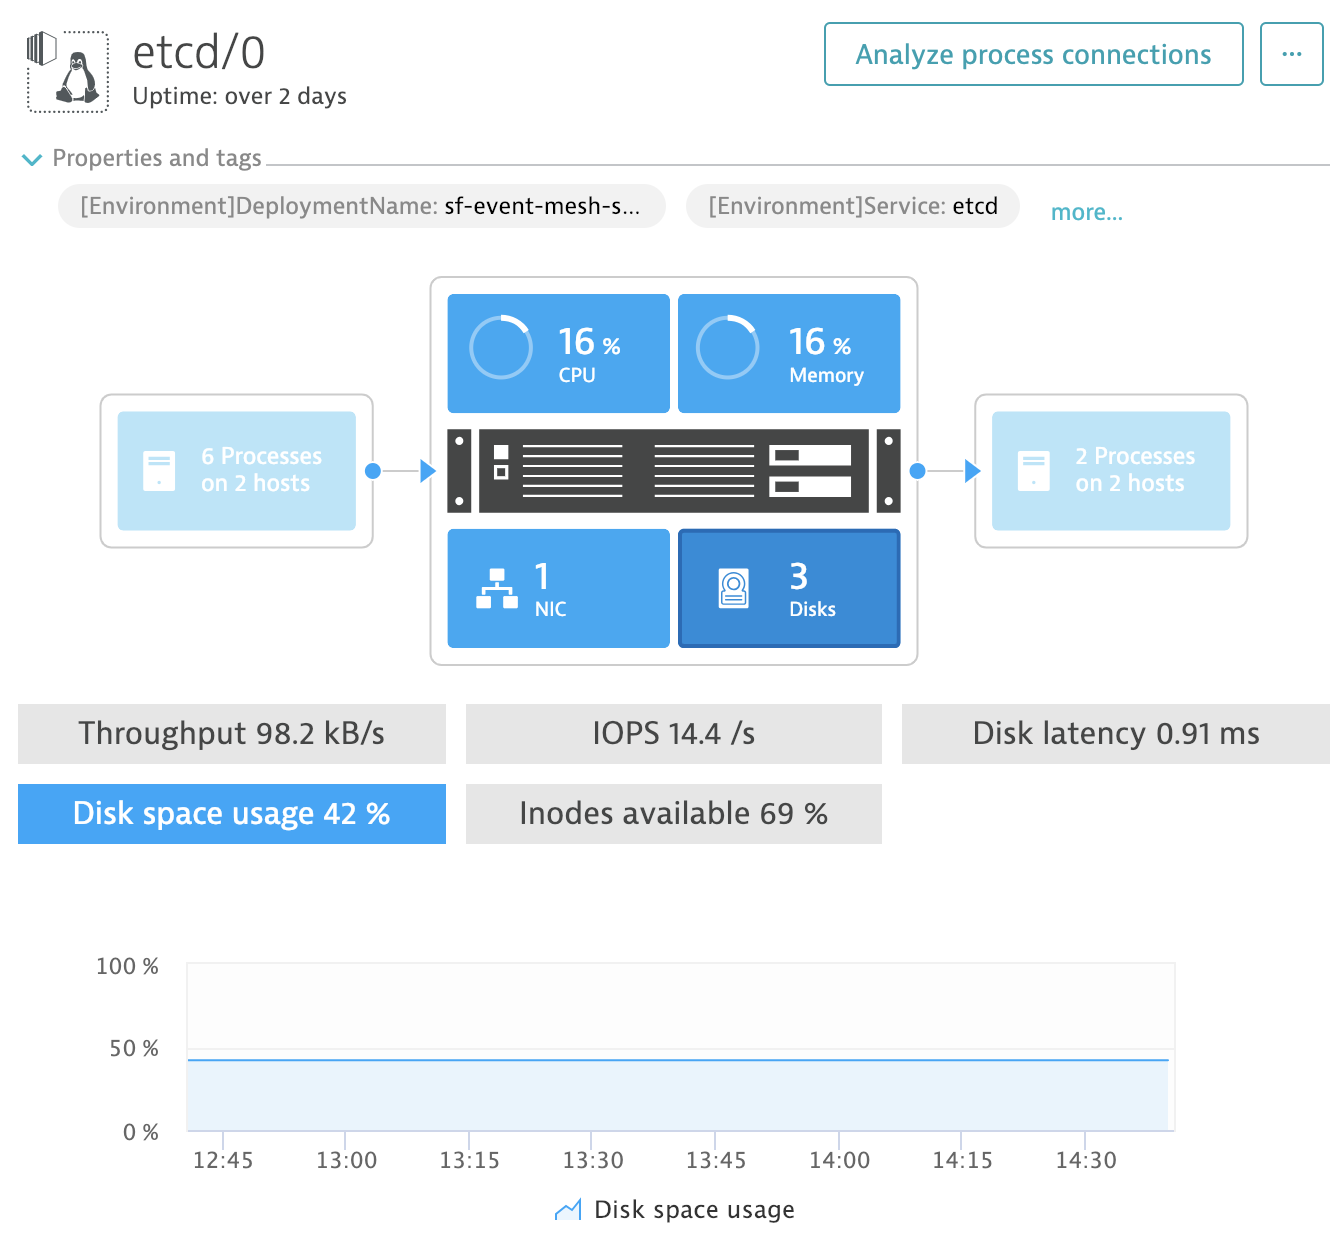 etcd/0
Uptime: over 2 days
Analyze process connections
...
Properties and tags
[Environment]DeploymentName: sf-event-mesh-s...
[Environment]Service: etcd
more...
16 %
CPU
16 %
Memory
6 Processes
on 2 hosts
2 Processes
on 2 hosts
1
NIC
3
Disks
Throughput 98.2 kB/s
IOPS 14.4 /s
Disk latency 0.91 ms
Disk space usage 42 %
Inodes available 69 %
100 %
50 %
0 %
12:45
13:00
13:15
13:30
13:45
14:00
14:15
14:30
Disk space usage